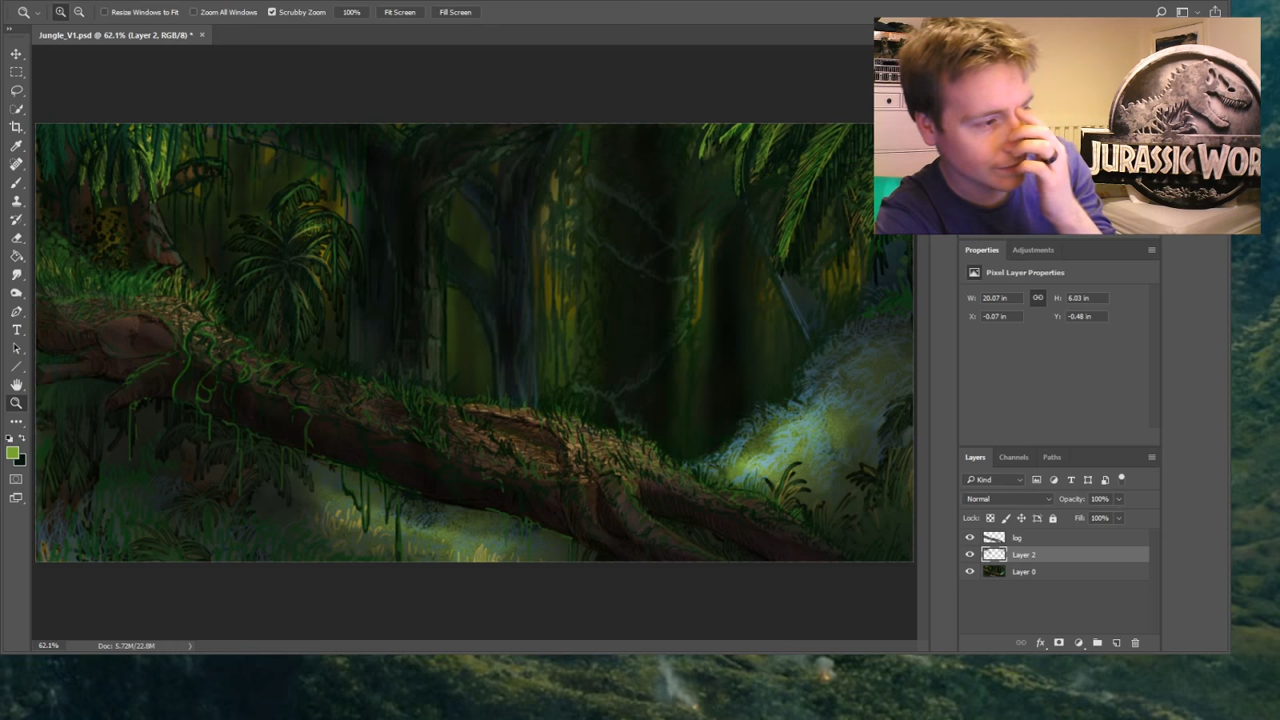 Resize Windows to Fit
Zoom All Windows
Scrubby Zoom
100%
Fit Screen
Fill Screen
Jungle_V1.psd @ 62.1% (Layer 2, RGB/8) *
JURASSIC WOR
Properties
Adjustments
Pixel Layer Properties
W: 20.07 in
H: 6.03 in
X: -0.07 in
Y: -0.48 in
Layers
Channels
Paths
Kind
Normal
Opacity: 100%
Lock:
Fill: 100%
log
Layer 2
Layer 0
fx
62.1%
Doc: 5.72M/22.8M